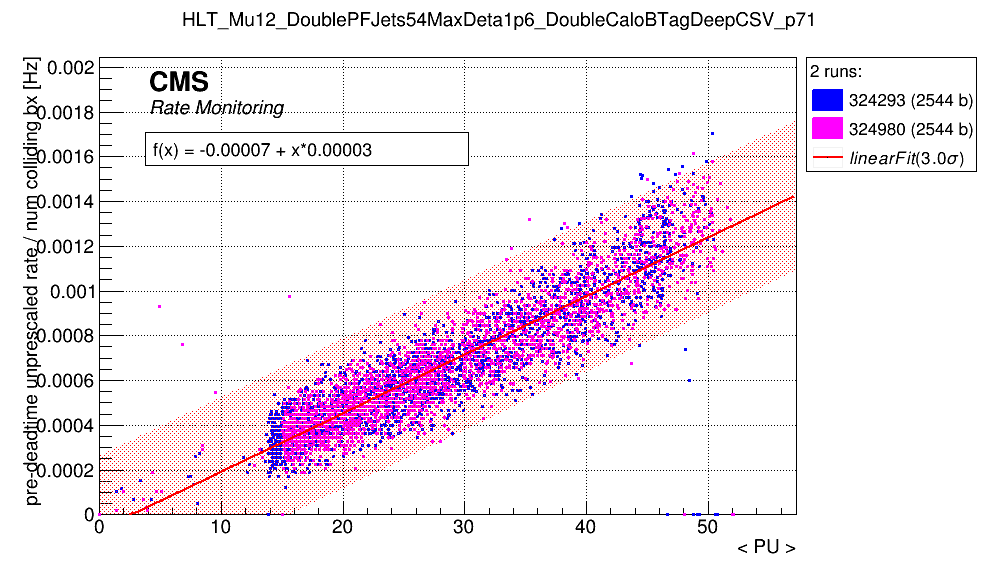 HLT_Mu12_DoublePFJets54MaxDeta1p6_DoubleCaloBTagDeepCSV_p71
pre-deadtime unprescaled rate / num colliding bx [Hz]
0.002
0.0018
0.0016
0.0014
0.0012
0.001
0.0008
0.0006
0.0004
0.0002
0
CMS
Rate Monitoring
f(x) = -0.00007 + x*0.00003
2 runs:
324293 (2544 b)
324980 (2544 b)
linearFit(3.0σ)
0 10 20 30 40 50
< PU >